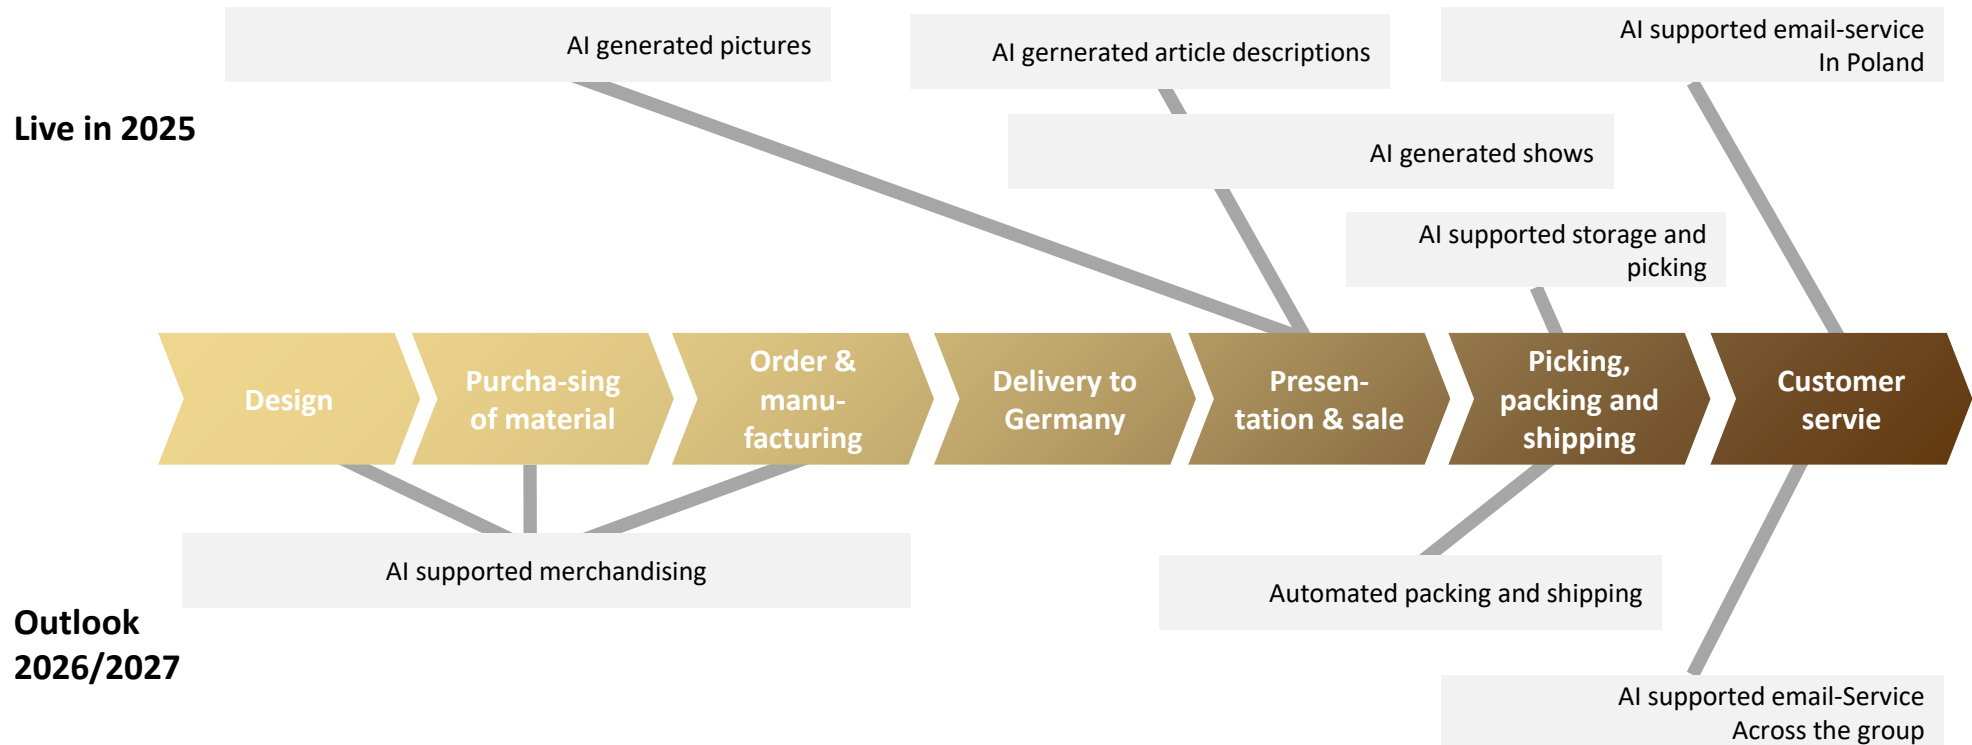 AI generated pictures
AI gernerated article descriptions
AI supported email-service
In Poland
Live in 2025
AI generated shows
AI supported storage and
picking
Design
Purcha-sing
of material
Order &
manu-
facturing
Delivery to
Germany
Presen-
tation & sale
Picking,
packing and
shipping
Customer
servie
AI supported merchandising
Automated packing and shipping
Outlook
2026/2027
AI supported email-Service
Across the group